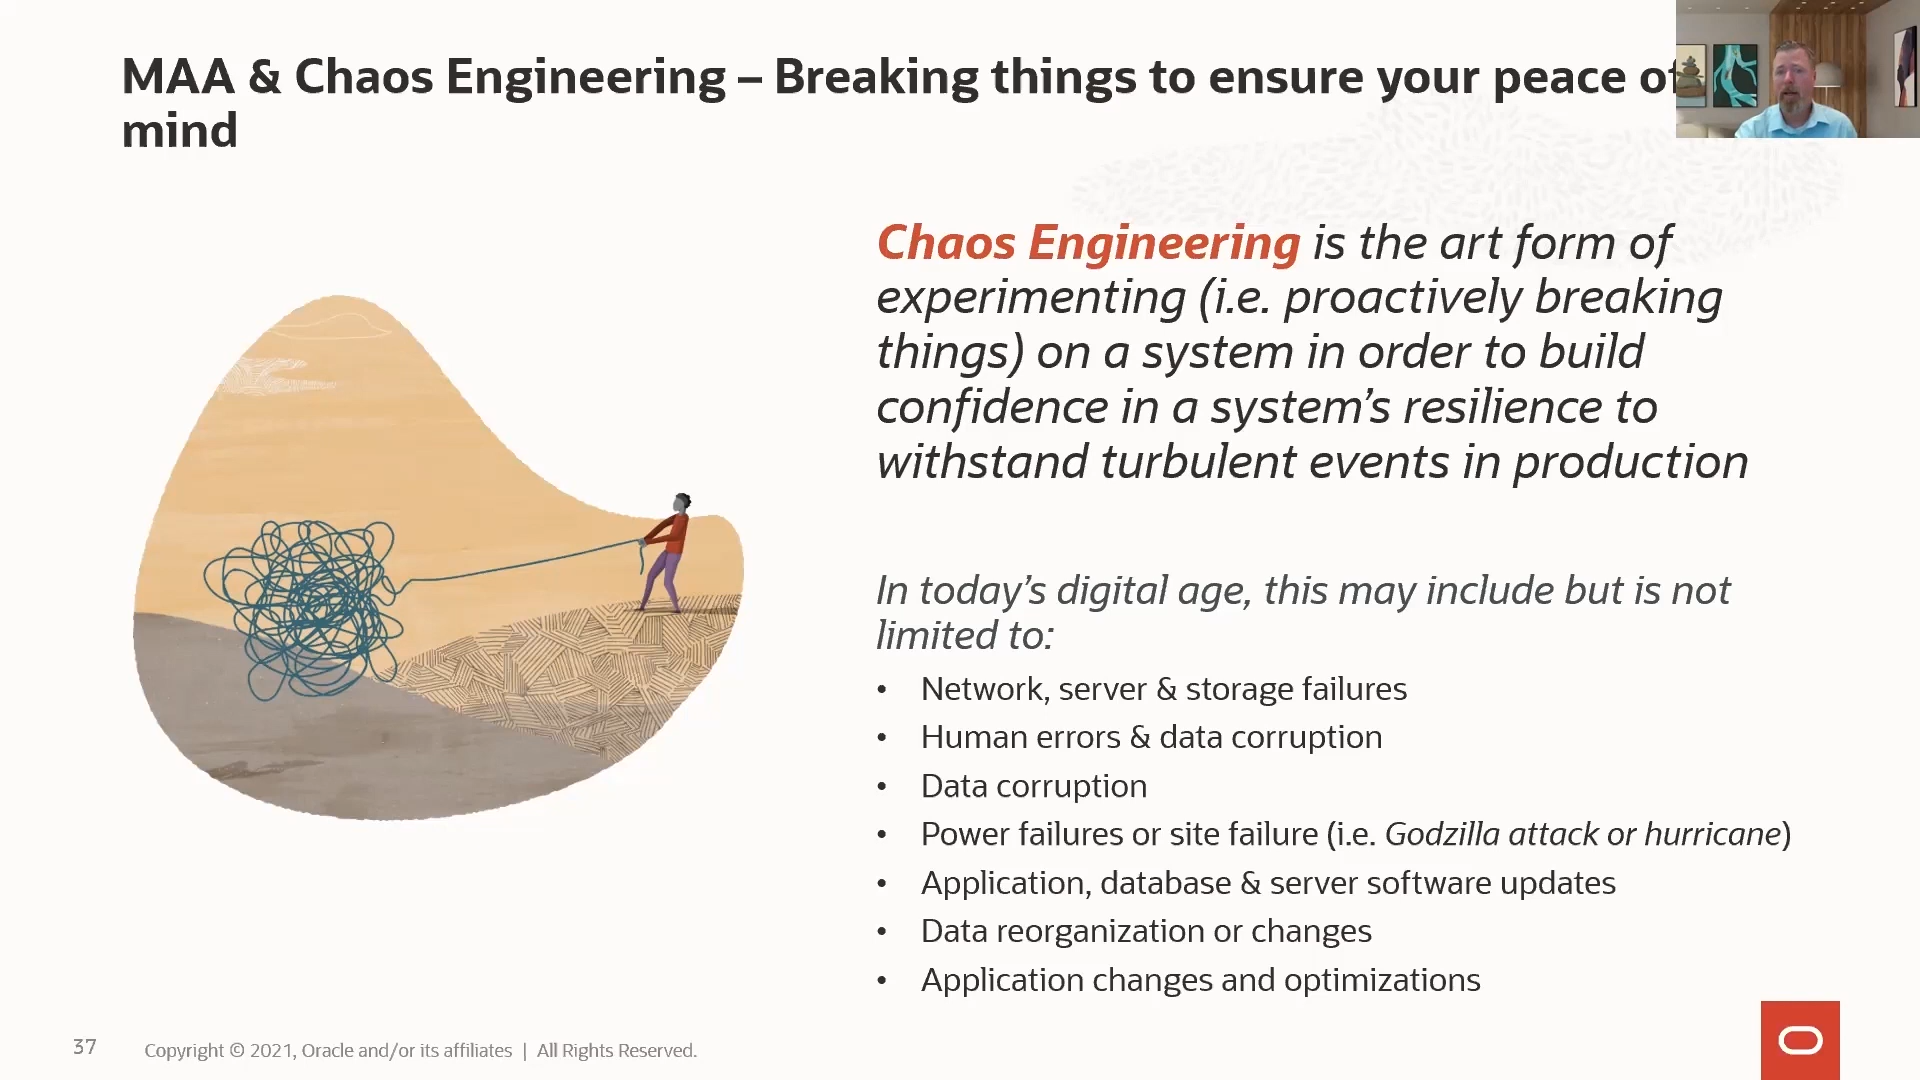 MAA & Chaos Engineering – Breaking things to ensure your peace of
mind
Chaos Engineering is the art form of
experimenting (i.e. proactively breaking
things) on a system in order to build
confidence in a system's resilience to
withstand turbulent events in production
In today's digital age, this may include but is not
limited to:
• Network, server & storage failures
• Human errors & data corruption
• Data corruption
• Power failures or site failure (i.e. Godzilla attack or hurricane)
• Application, database & server software updates
• Data reorganization or changes
• Application changes and optimizations
37 Copyright © 2021, Oracle and/or its affiliates | All Rights Reserved.